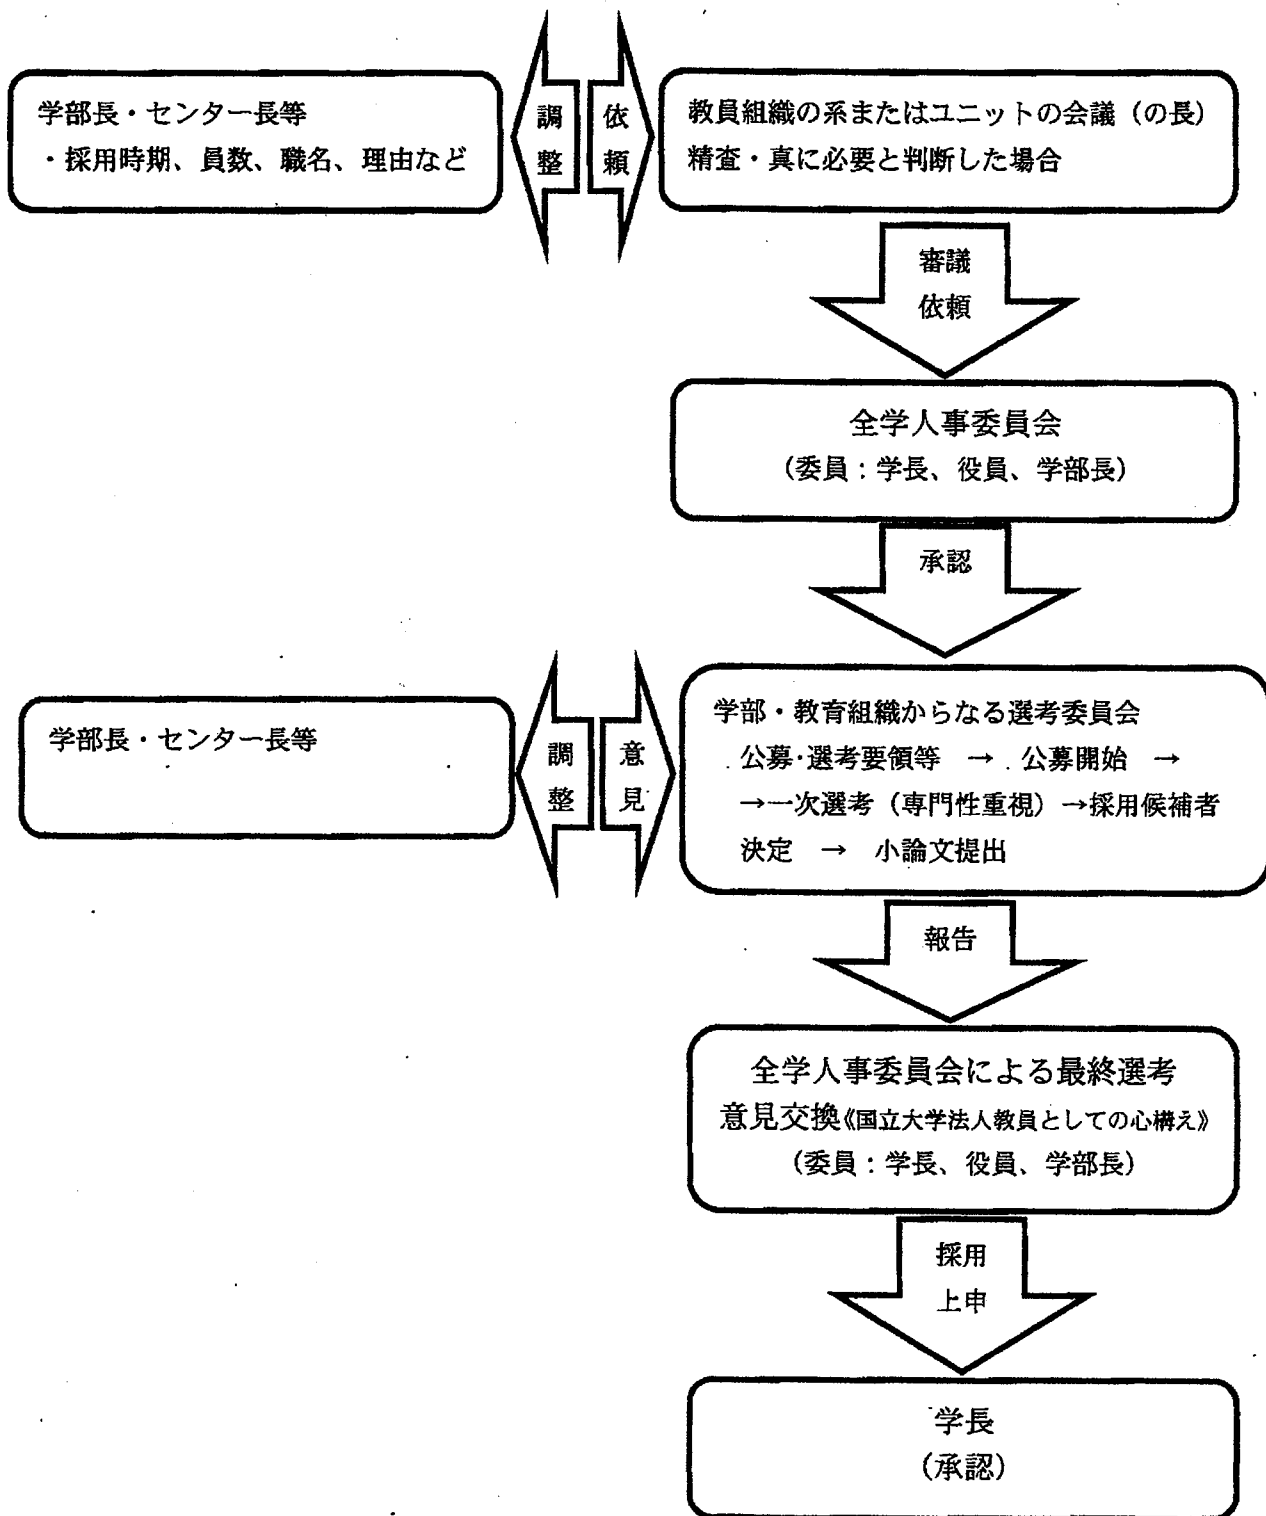 学部長・センター長等
・採用時期、員数、職名、理由など
調整
依頼
教員組織の系またはユニットの会議（の長）
精査・真に必要と判断した場合
審議
依頼
全学人事委員会
（委員：学長、役員、学部長）
承認
学部長・センター長等
調整
意見
学部・教育組織からなる選考委員会
公募・選考要領等　→　公募開始　→
→一次選考（専門性重視）→採用候補者
決定　→　小論文提出
報告
全学人事委員会による最終選考
意見交換《国立大学法人教員としての心構え》
（委員：学長、役員、学部長）
採用
上申
学長
（承認）